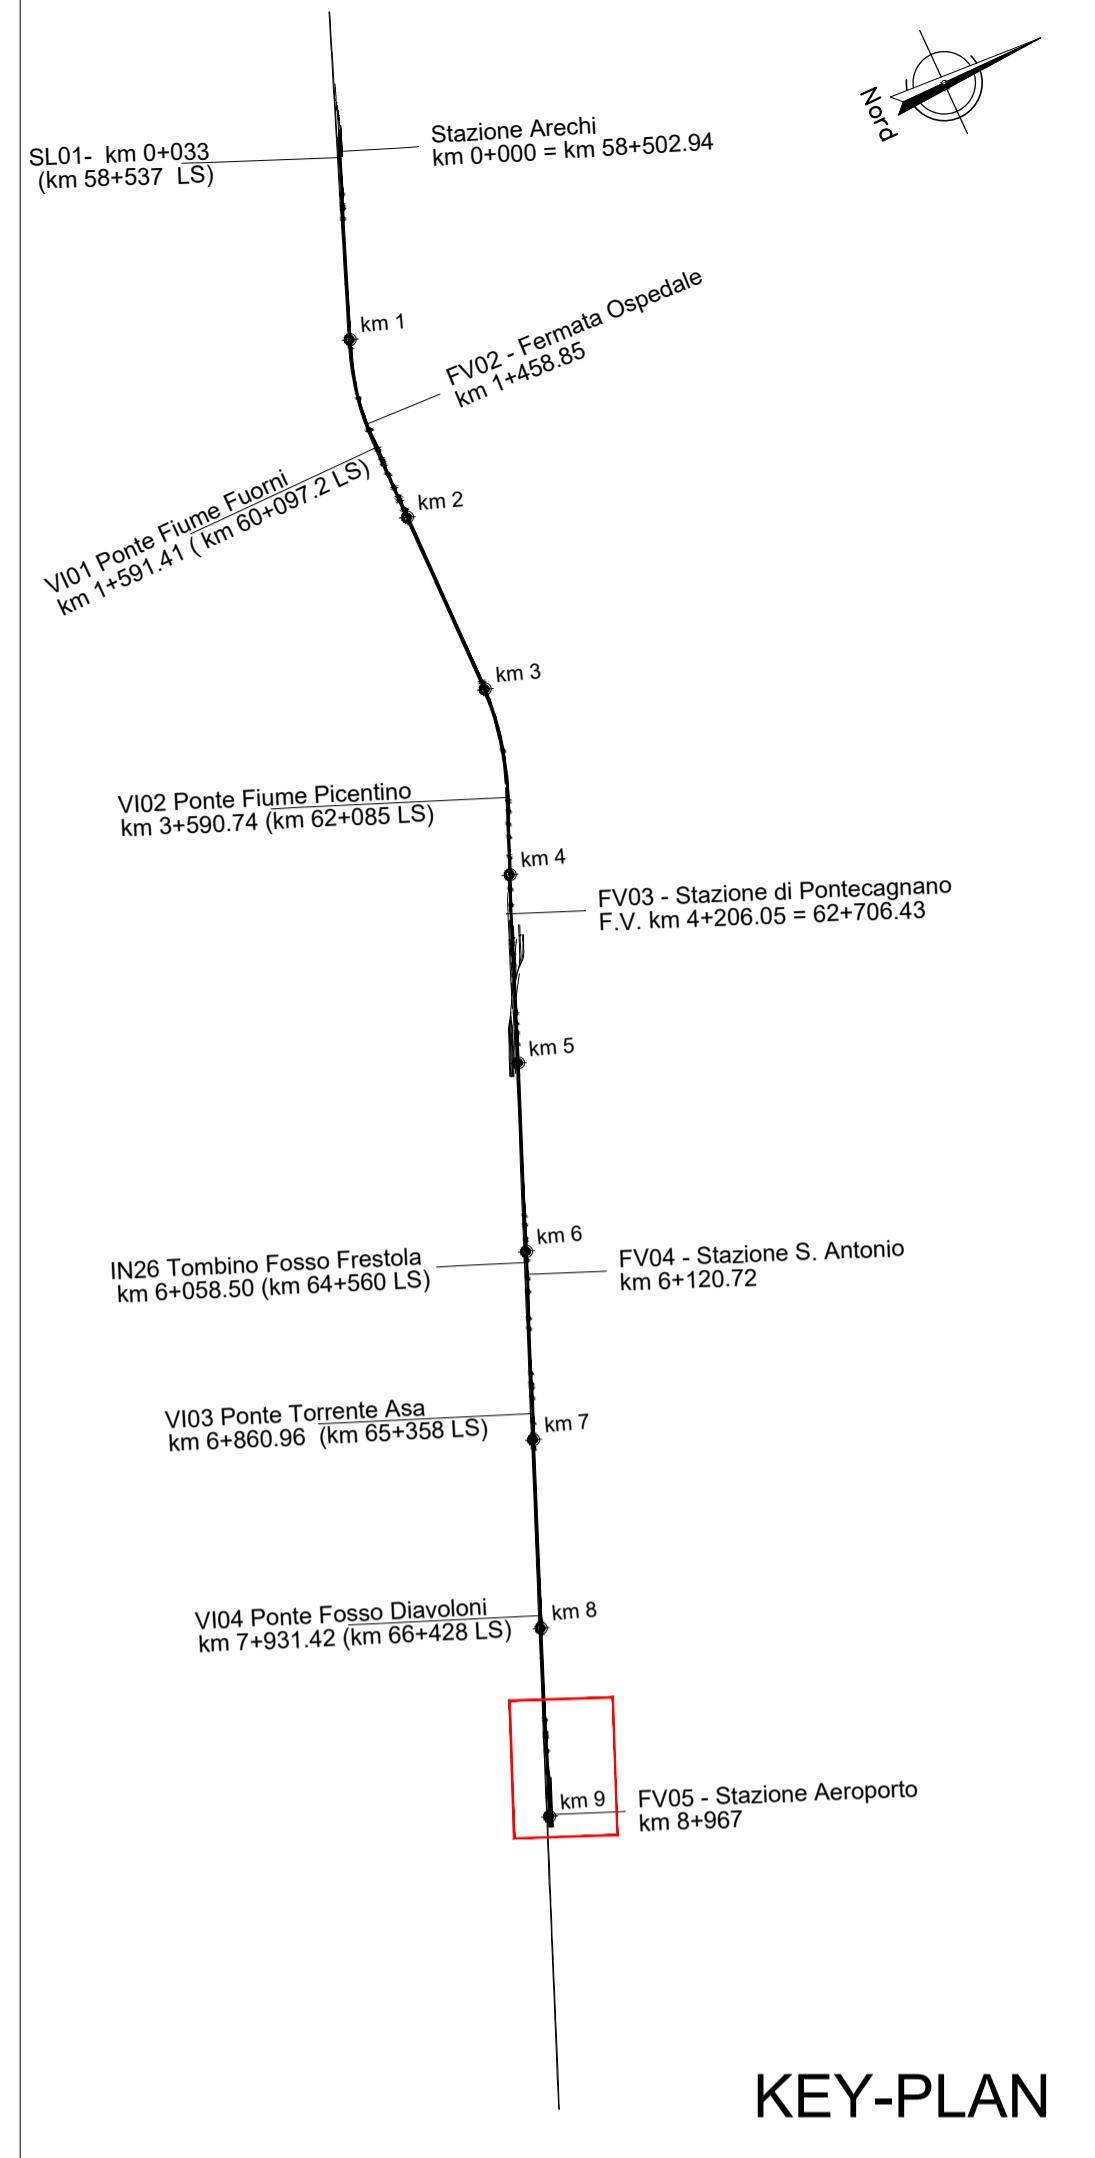 Nord
SL01-  km 0+033
(km 58+537  LS)
Stazione Arechi
km 0+000 = km 58+502.94
km 1
FV02 - Fermata Ospedale
km 1+458.85
VI01 Ponte Fiume Fuorni
km 1+591.41 ( km 60+097.2 LS)
km 2
km 3
VI02 Ponte Fiume Picentino
km 3+590.74 (km 62+085 LS)
km 4
FV03 - Stazione di Pontecagnano
F.V. km 4+206.05 = 62+706.43
km 5
km 6
IN26 Tombino Fosso Frestola
km 6+058.50 (km 64+560 LS)
FV04 - Stazione S. Antonio
km 6+120.72
VI03 Ponte Torrente Asa
km 6+860.96  (km 65+358 LS)
km 7
VI04 Ponte Fosso Diavoloni
km 7+931.42 (km 66+428 LS)
km 8
km 9
FV05 - Stazione Aeroporto
km 8+967
KEY-PLAN